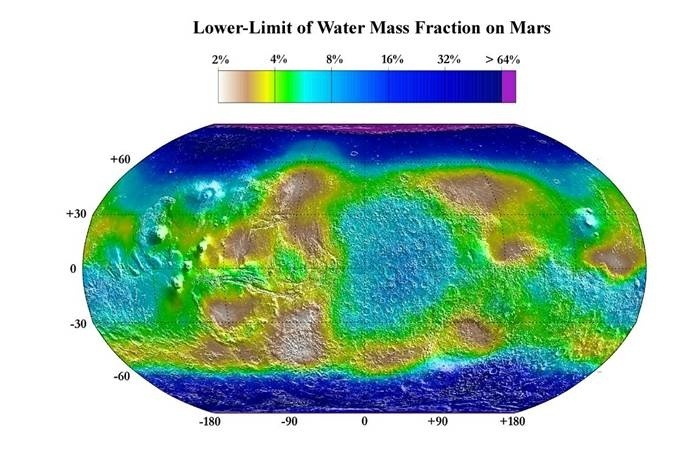 Lower-Limit of Water Mass Fraction on Mars
2% 4% 8% 16% 32% > 64%
+60
+30
0
-30
-60
-180 -90 0 +90 +180